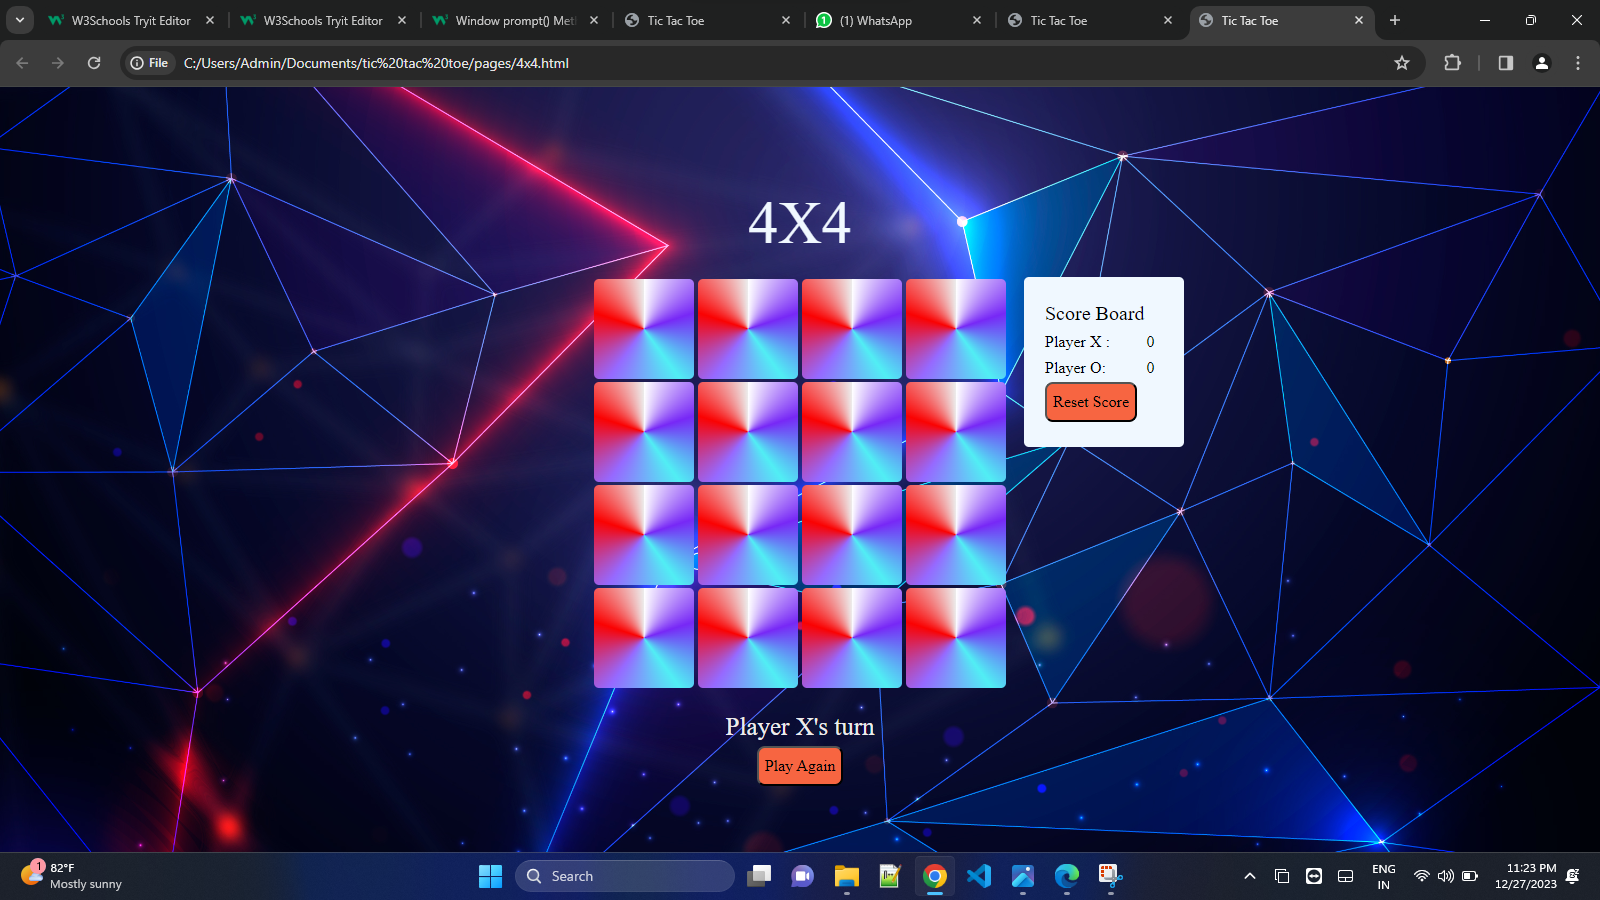 W3Schools Tryit Editor
W3Schools Tryit Editor
Window prompt() Met
Tic Tac Toe
(1) WhatsApp
Tic Tac Toe
Tic Tac Toe
File
C:/Users/Admin/Documents/tic%20tac%20toe/pages/4x4.html
4X4
Score Board
Player X : 0
Player O: 0
Reset Score
Player X's turn
Play Again
1
82°F
Mostly sunny
Search
ENG
IN
11:23 PM
12/27/2023